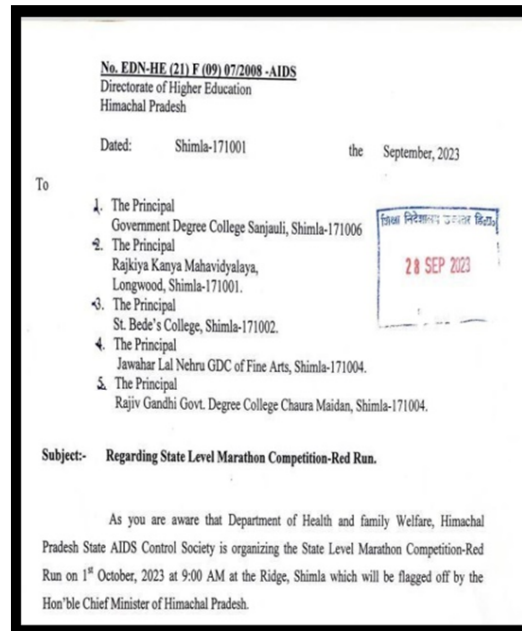 No. EDN-HE (21) F (09) 07/2008 -AIDS
Directorate of Higher Education
Himachal Pradesh
Dated: Shimla-171001 the September, 2023
To
1. The Principal
Government Degree College Sanjauli, Shimla-171006
2. The Principal
Rajkiya Kanya Mahavidyalaya,
Longwood, Shimla-171001.
3. The Principal
St. Bede's College, Shimla-171002.
4. The Principal
Jawahar Lal Nehru GDC of Fine Arts, Shimla-171004.
5. The Principal
Rajiv Gandhi Govt. Degree College Chaura Maidan, Shimla-171004.
शिक्षा निदेशालय
28 SEP 2023
Subject:- Regarding State Level Marathon Competition-Red Run.
As you are aware that Department of Health and family Welfare, Himachal
Pradesh State AIDS Control Society is organizing the State Level Marathon Competition-Red
Run on 1st October, 2023 at 9:00 AM at the Ridge, Shimla which will be flagged off by the
Hon'ble Chief Minister of Himachal Pradesh.